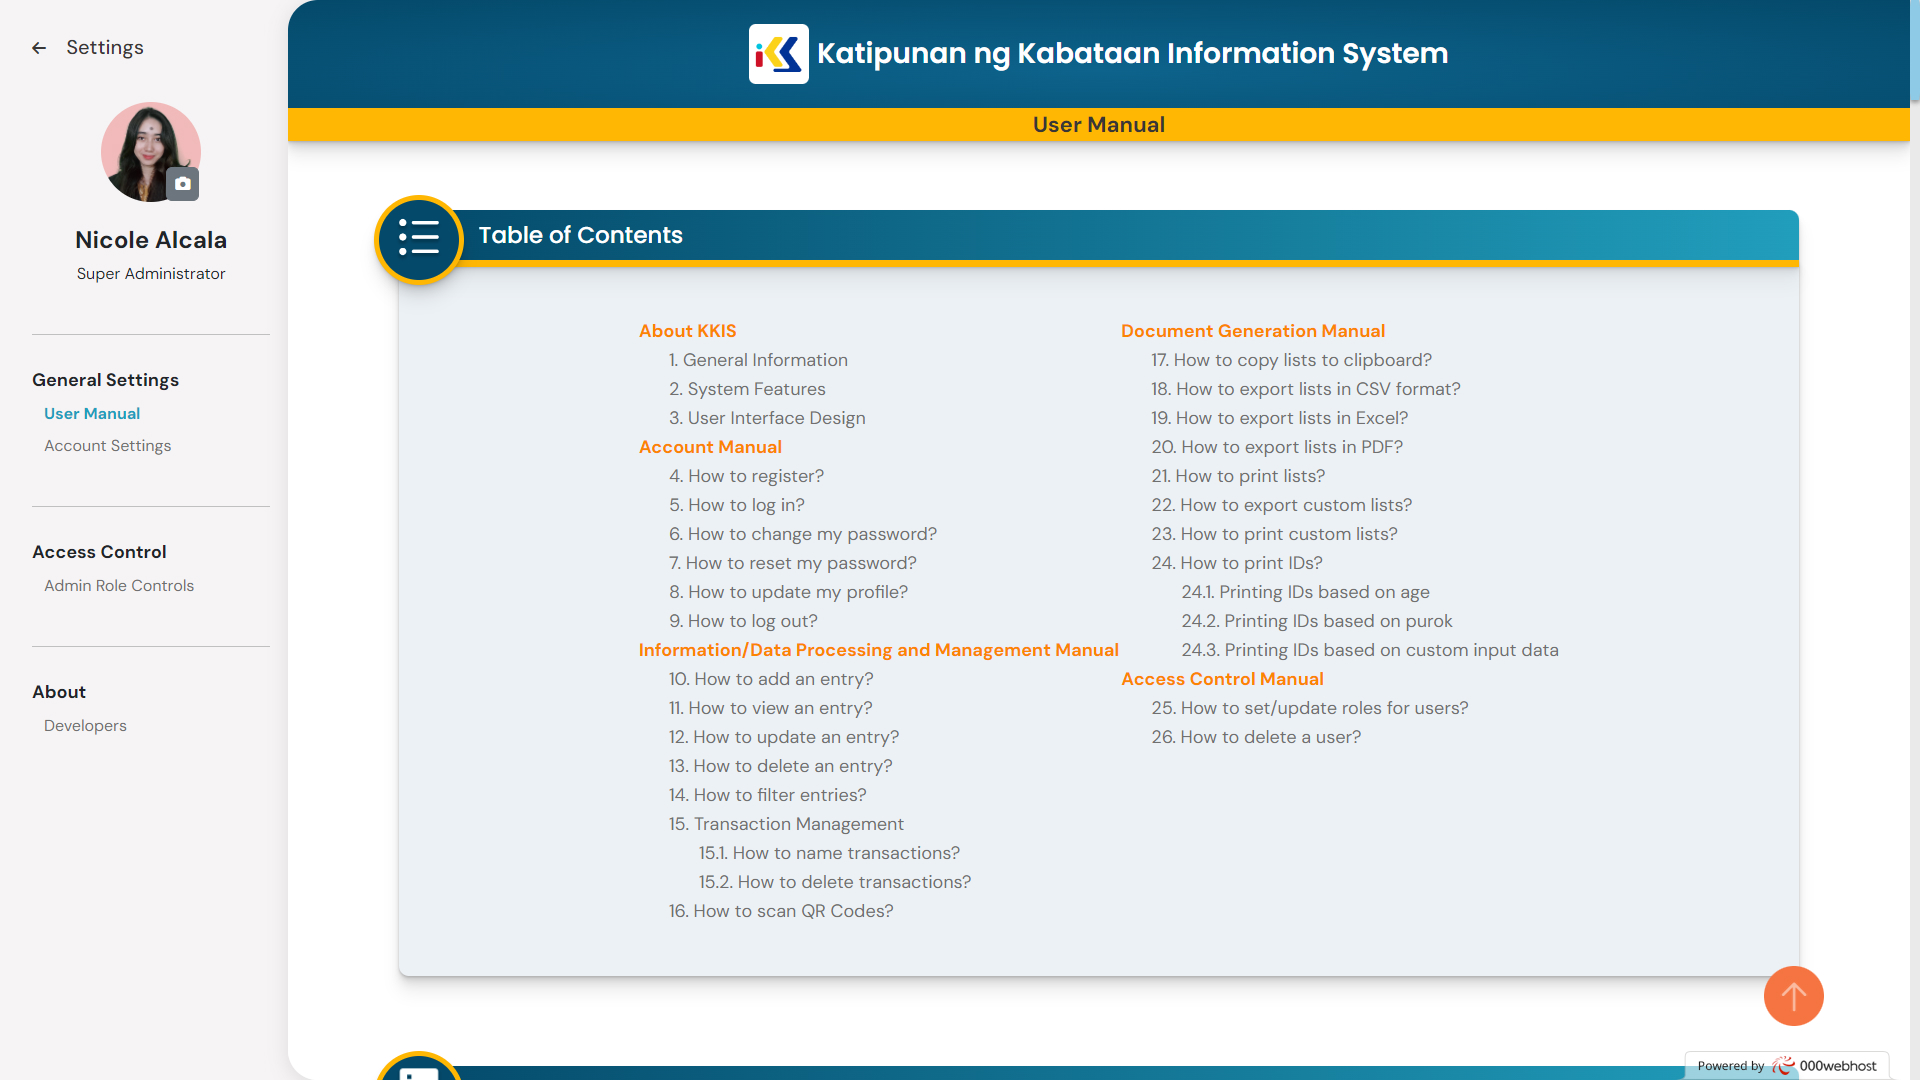 Settings
Nicole Alcala
Super Administrator
General Settings
User Manual
Account Settings
Access Control
Admin Role Controls
About
Developers
Katipunan ng Kabataan Information System
User Manual
Table of Contents
About KKIS
1. General Information
2. System Features
3. User Interface Design
Account Manual
4. How to register?
5. How to log in?
6. How to change my password?
7. How to reset my password?
8. How to update my profile?
9. How to log out?
Information/Data Processing and Management Manual
10. How to add an entry?
11. How to view an entry?
12. How to update an entry?
13. How to delete an entry?
14. How to filter entries?
15. Transaction Management
15.1. How to name transactions?
15.2. How to delete transactions?
16. How to scan QR Codes?
Document Generation Manual
17. How to copy lists to clipboard?
18. How to export lists in CSV format?
19. How to export lists in Excel?
20. How to export lists in PDF?
21. How to print lists?
22. How to export custom lists?
23. How to print custom lists?
24. How to print IDs?
24.1. Printing IDs based on age
24.2. Printing IDs based on purok
24.3. Printing IDs based on custom input data
Access Control Manual
25. How to set/update roles for users?
26. How to delete a user?
Powered by 000webhost